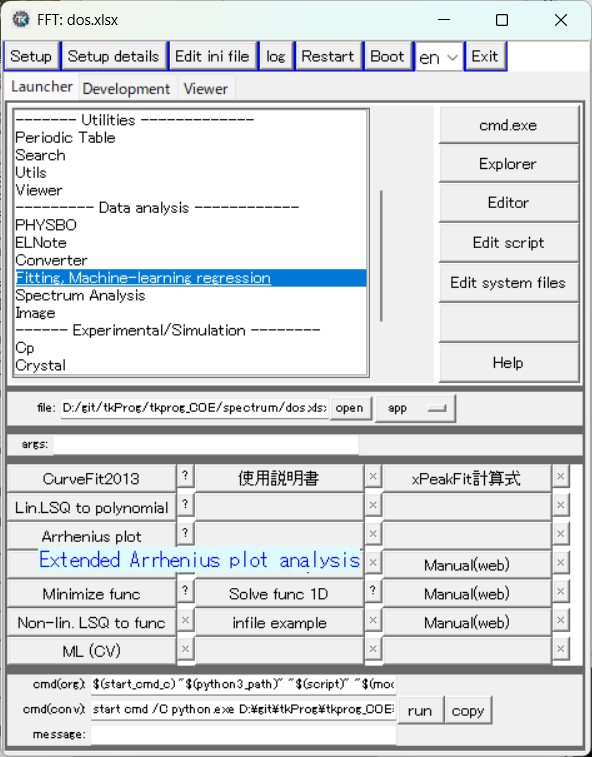 FFT: dos.xlsx
Setup Setup details Edit ini file log Restart Boot en Exit
Launcher Development Viewer
------- Utilities -------------
Periodic Table
Search
Utils
Viewer
--------- Data analysis ------------
PHYSBO
ELNote
Converter
Fitting, Machine-learning regression
Spectrum Analysis
Image
------ Experimental/Simulation --------
Cp
Crystal
cmd.exe
Explorer
Editor
Edit script
Edit system files
Help
file: D:/git/tkProg/tkprog_COE/spectrum/dos.xlsx open app
args:
CurveFit2013 ? 使用説明書 × xPeakFit計算式 ×
Lin.LSQ to polynomial ? × ×
Arrhenius plot ? × ×
Extended Arrhenius plot analysis × Manual(web) ×
Minimize func ? Solve func 1D ? Manual(web) ×
Non-lin. LSQ to func × infile example × Manual(web) ×
ML (CV) × × ×
cmd(org): $(start_cmd_c) "$(python3_path)" "$(script)" "$(mod
cmd(conv): start cmd /C python.exe D:¥git¥tkProg¥tkprog_COE¥ run copy
message: